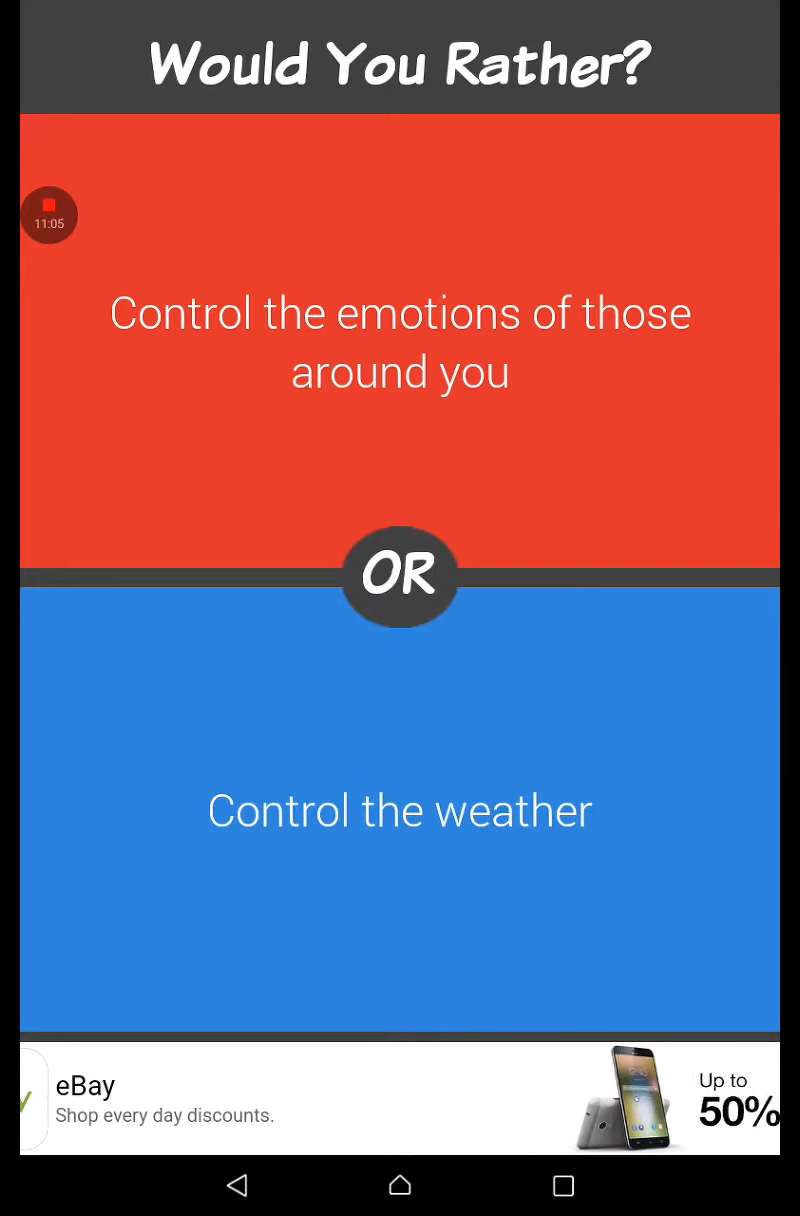 Would You Rather?
11:05
Control the emotions of those
around you
OR
Control the weather
eBay
Shop every day discounts.
Up to
50%